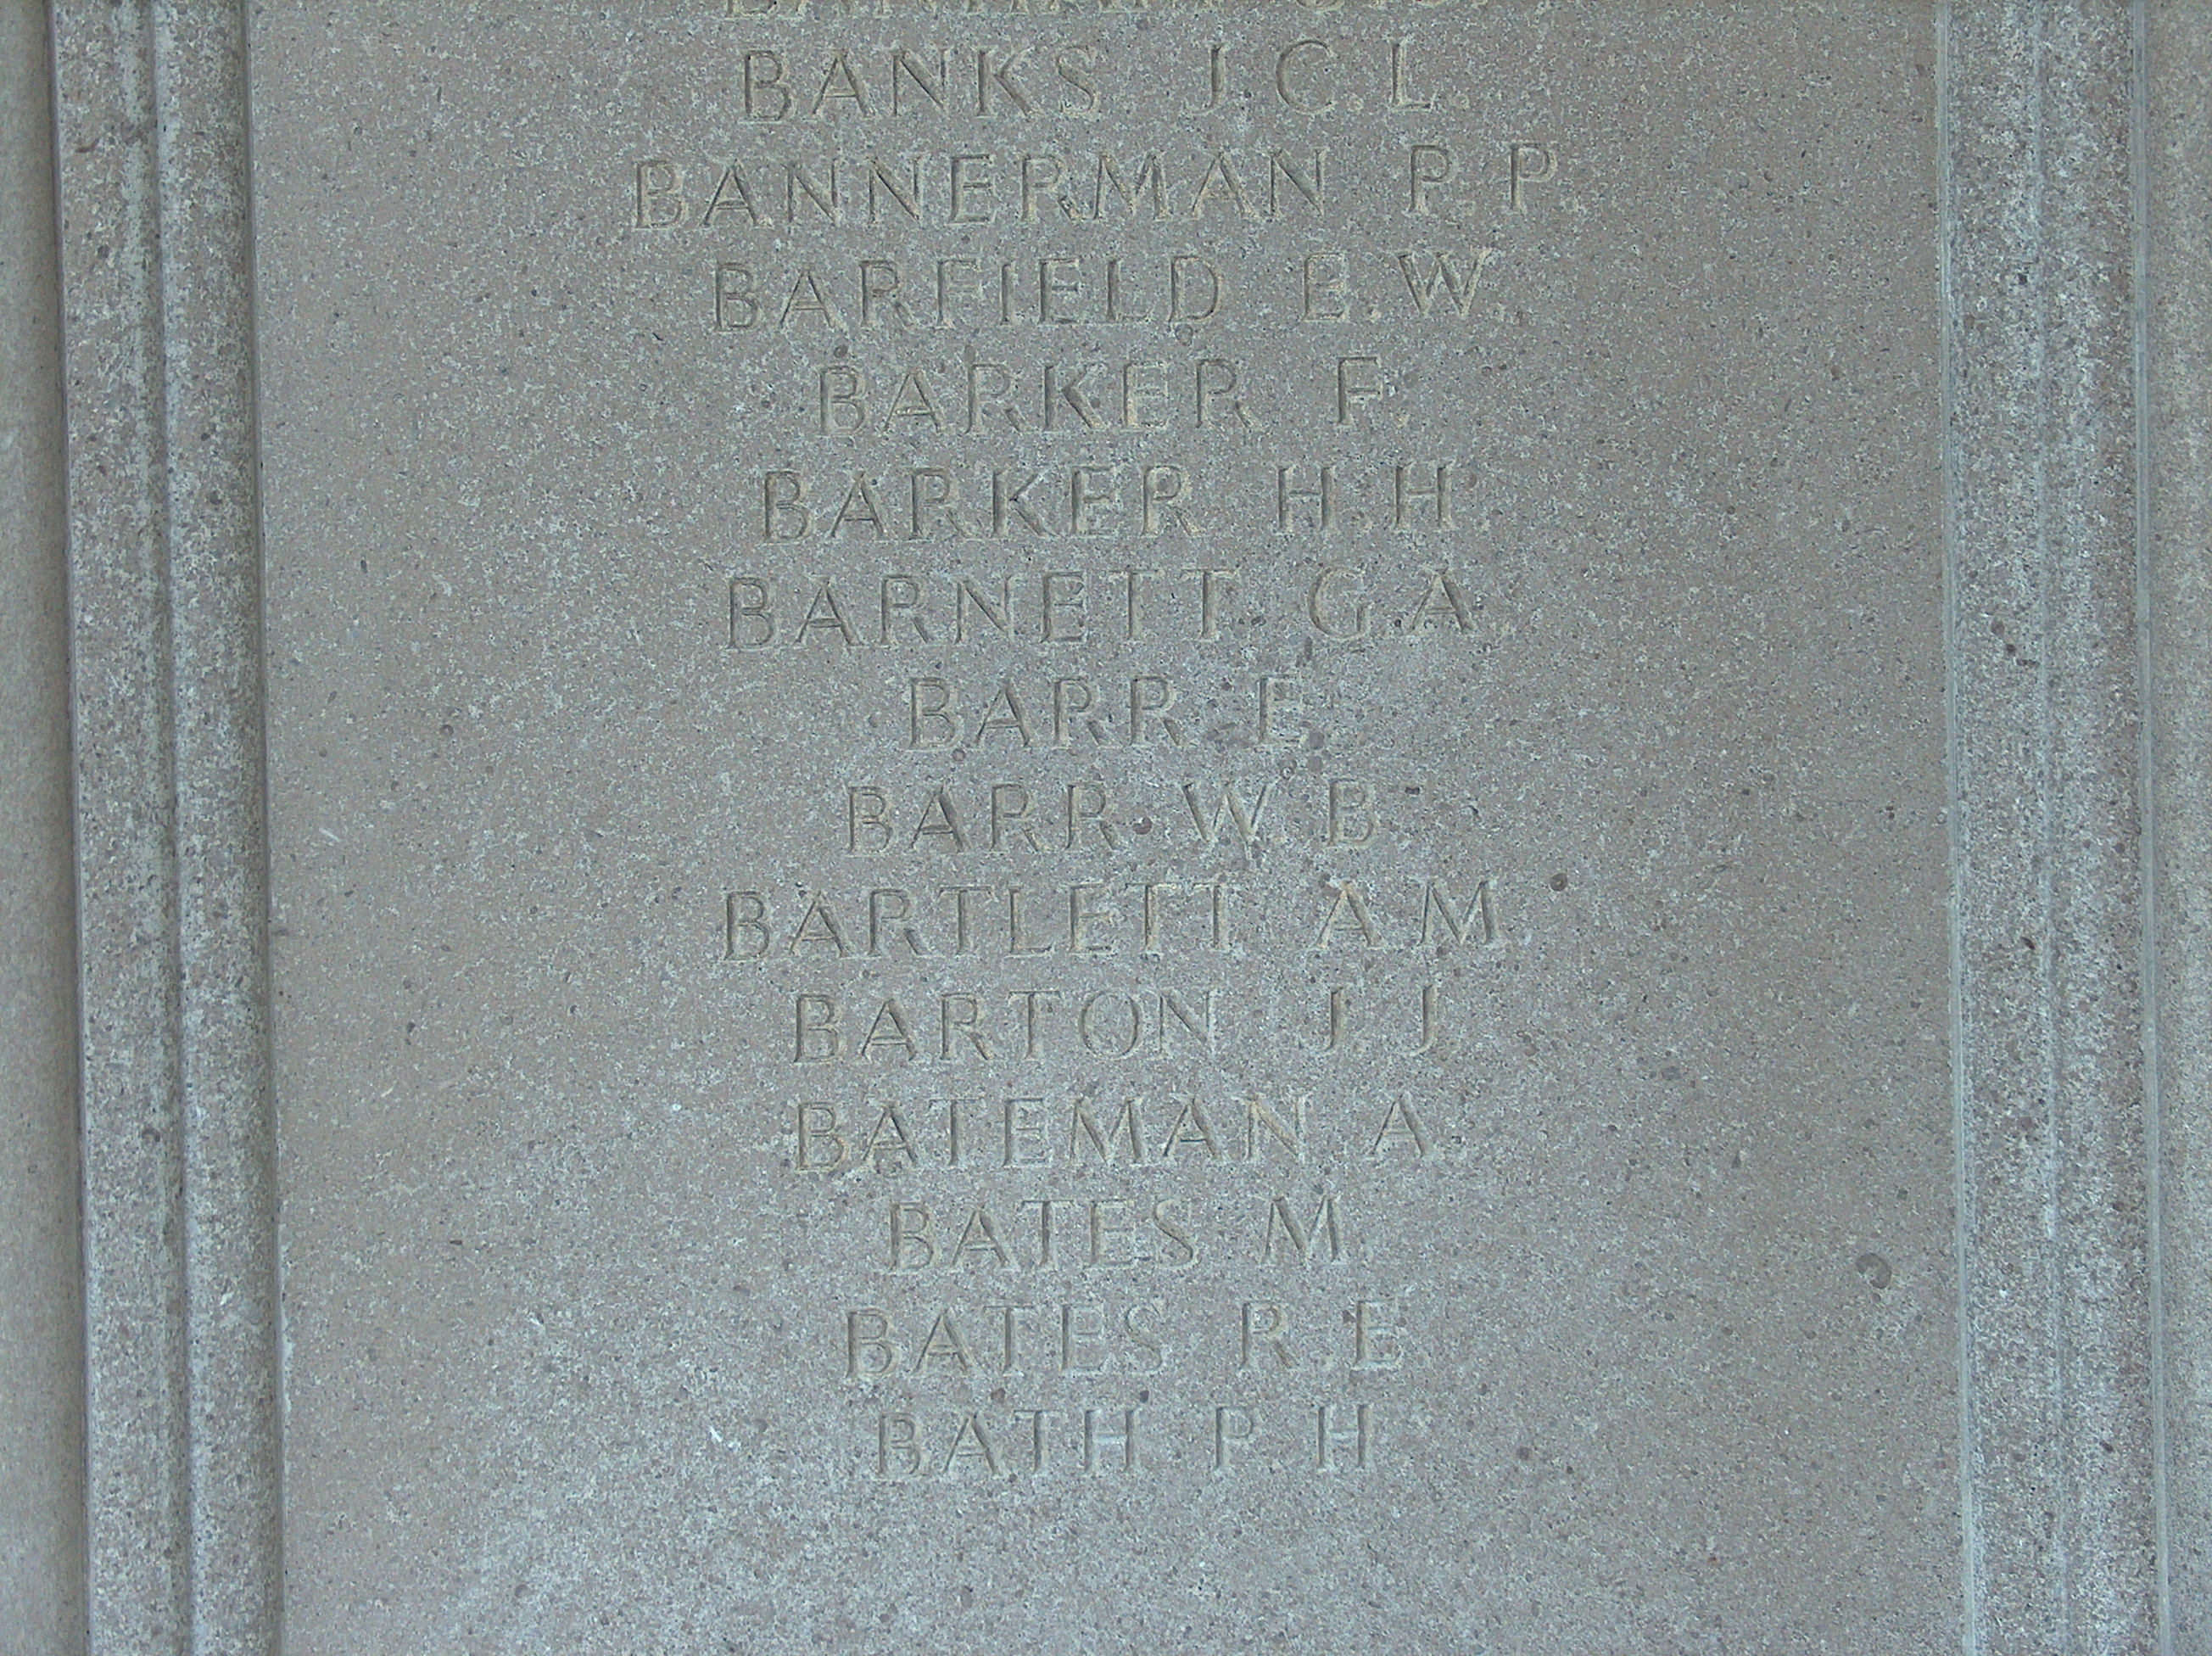 BANKS J.C.L.
BANNERMAN P.P.
BARFIELD E.W.
BARKER F.
BARKER H.H.
BARNETT G.A.
BARR E.
BARR W.B.
BARTLETT A.M.
BARTON J.J.
BATEMAN A.
BATES M.
BATES R.E.
BATH P.H.